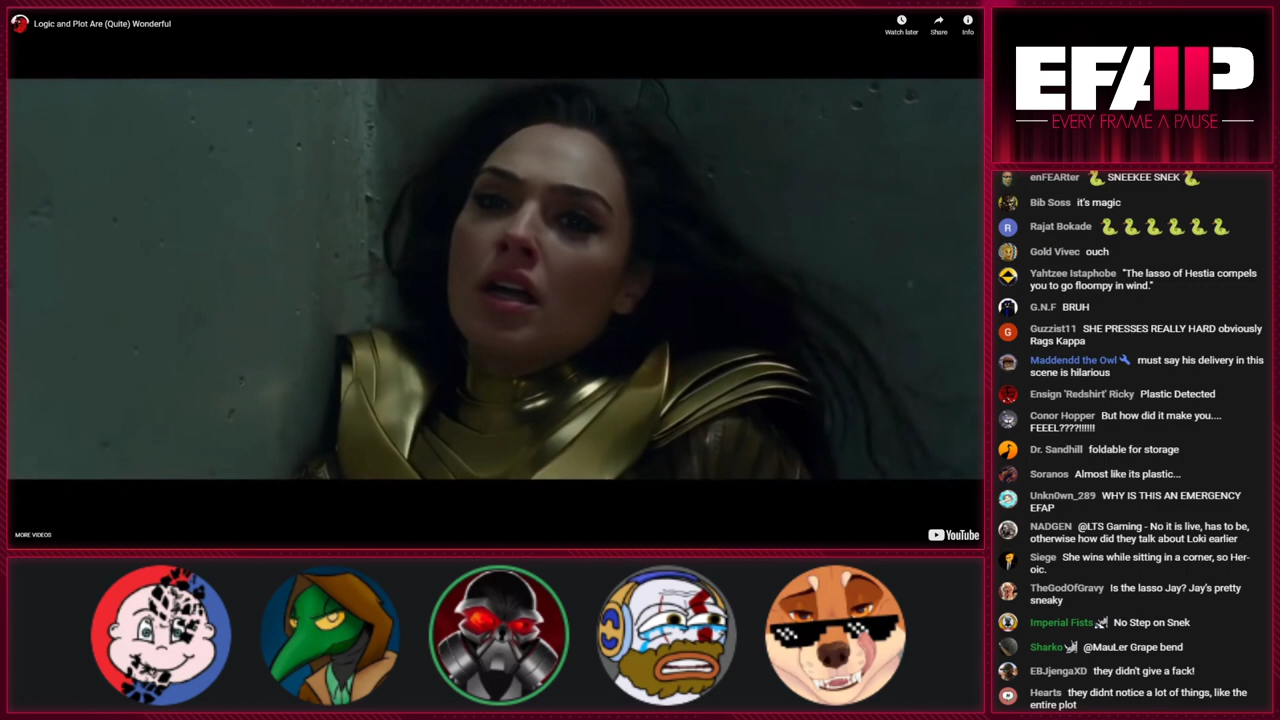 Logic and Plot Are (Quite) Wonderful
Watch later
Share
Info
MORE VIDEOS
YouTube
EFAP
EVERY FRAME A PAUSE
enFEARter 🐍 SNEEKEE SNEK 🐍
Bib Soss it's magic
R
Rajat Bokade 🐍 🐍 🐍 🐍 🐍 🐍
Gold Vivec ouch
Yahtzee Istaphobe "The lasso of Hestia compels
you to go floompy in wind."
G.N.F BRUH
G
Guzzist11 SHE PRESSES REALLY HARD obviously
Rags Kappa
Maddendd the Owl must say his delivery in this
scene is hilarious
Ensign 'Redshirt' Ricky Plastic Detected
Conor Hopper But how did it make you....
FEEEL????!!!!!!
Dr. Sandhill foldable for storage
Soranos Almost like its plastic...
Unkn0wn_289 WHY IS THIS AN EMERGENCY
EFAP
NADGEN @LTS Gaming - No it is live, has to be,
otherwise how did they talk about Loki earlier
Siege She wins while sitting in a corner, so Her-
oic.
TheGodOfGravy Is the lasso Jay? Jay's pretty
sneaky
Imperial Fists No Step on Snek
Sharko @MauLer Grape bend
EBJjengaXD they didn't give a fack!
Hearts they didnt notice a lot of things, like the
entire plot